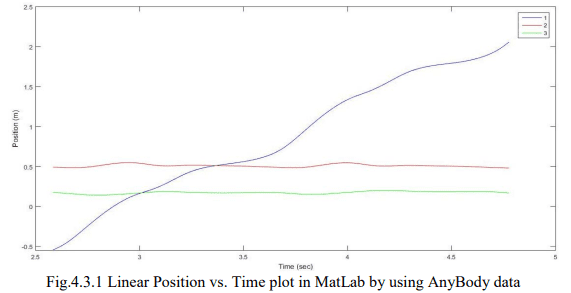 2.5
2
1.5
1
0.5
0
-0.5
Position (m)
1
2
3
2.5 3 3.5 4 4.5 5
Time (sec)
Fig.4.3.1 Linear Position vs. Time plot in MatLab by using AnyBody data